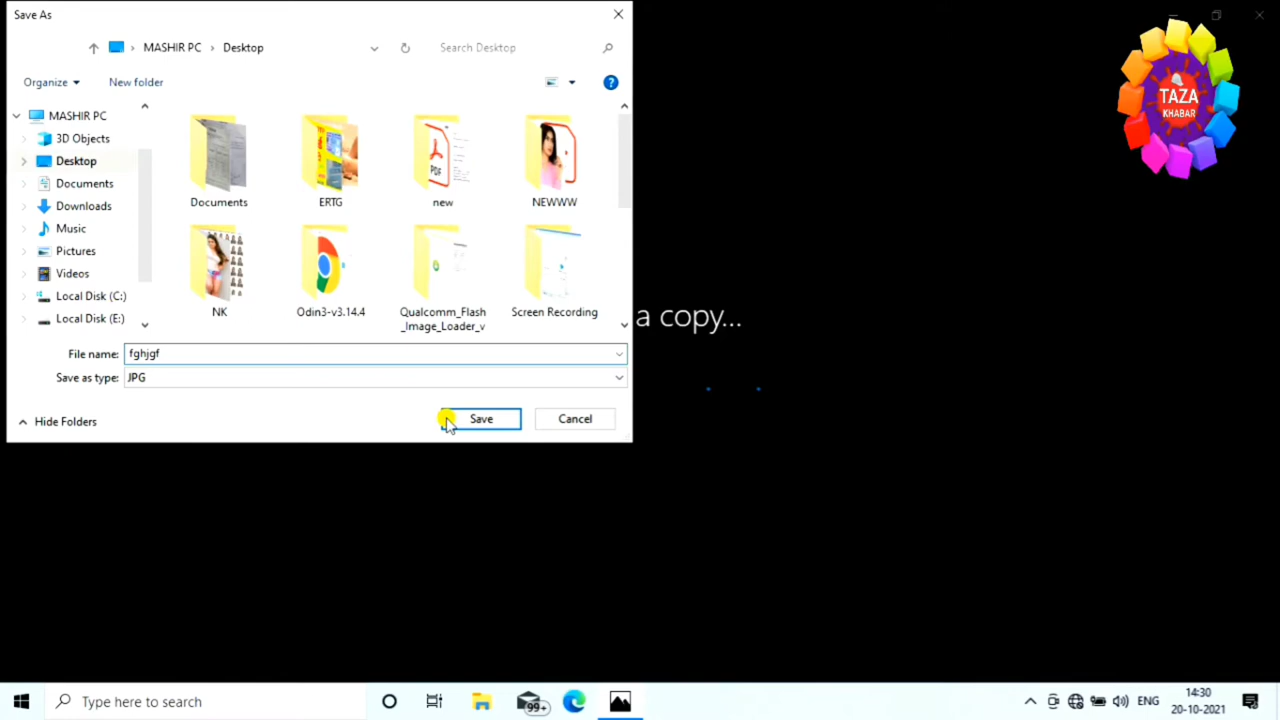 Save As
MASHIR PC
Desktop
Search Desktop
Organize
New folder
MASHIR PC
3D Objects
Desktop
Documents
Downloads
Music
Pictures
Videos
Local Disk (C:)
Local Disk (E:)
PDF
Documents
ERTG
new
NEWWW
NK
Odin3-v3.14.4
Qualcomm_Flash
_Image_Loader_v
Screen Recording
File name: fghjgf
Save as type: JPG
Hide Folders
Save
Cancel
a copy...
TAZA
KHABAR
Type here to search
99+
ENG
14:30
20-10-2021